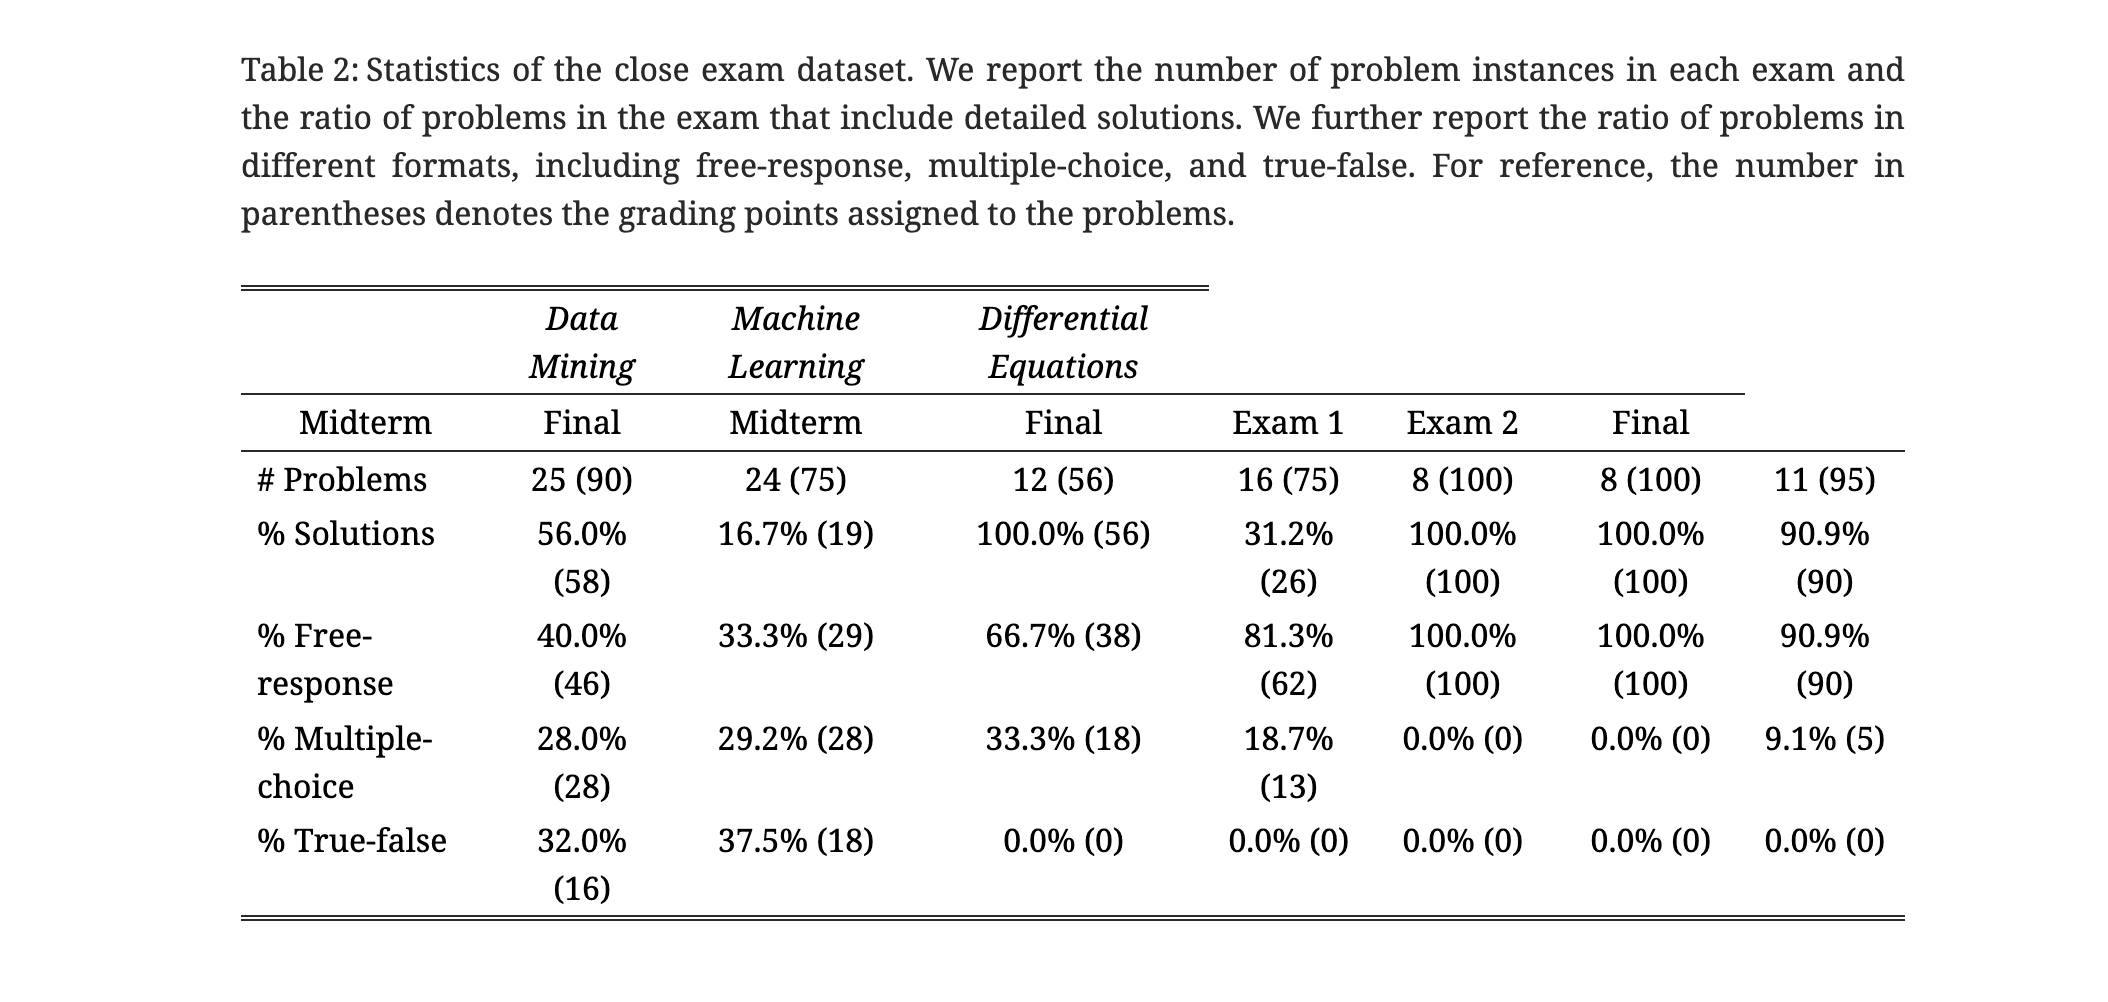 Table 2: Statistics of the close exam dataset. We report the number of problem instances in each exam and
the ratio of problems in the exam that include detailed solutions. We further report the ratio of problems in
different formats, including free-response, multiple-choice, and true-false. For reference, the number in
parentheses denotes the grading points assigned to the problems.
Data Machine Differential
Mining Learning Equations
Midterm Final Midterm Final Exam 1 Exam 2 Final
# Problems 25 (90) 24 (75) 12 (56) 16 (75) 8 (100) 8 (100) 11 (95)
% Solutions 56.0% 16.7% (19) 100.0% (56) 31.2% 100.0% 100.0% 90.9%
(58) (26) (100) (100) (90)
% Free- 40.0% 33.3% (29) 66.7% (38) 81.3% 100.0% 100.0% 90.9%
response (46) (62) (100) (100) (90)
% Multiple- 28.0% 29.2% (28) 33.3% (18) 18.7% 0.0% (0) 0.0% (0) 9.1% (5)
choice (28) (13)
% True-false 32.0% 37.5% (18) 0.0% (0) 0.0% (0) 0.0% (0) 0.0% (0) 0.0% (0)
(16)